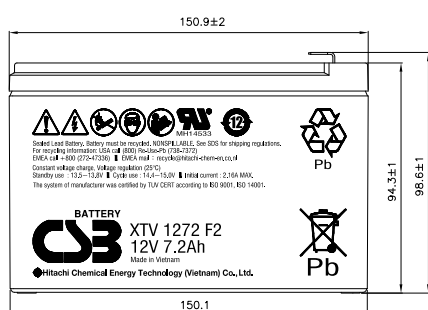 150.9±2
12
MH14533
Sealed Lead Battery. Battery must be recycled. NONSPILLABLE. See SDS for shipping regulations.
For recycling information: USA call (800) Re-Use-Pb (738-7372)
EMEA call +800 (272-47336) EMEA mail : recycle@hitachi-chem-en.co.nl
Constant voltage charge, Voltage regulation (25°C)
Standby use : 13.5-13.8V Cycle use : 14.4-15.0V Initial current : 2.16A MAX.
The system of manufacturer was certified by TUV CERT according to ISO 9001, ISO 14001.
Pb
94.3±1
98.6±1
BATTERY
CSB
XTV 1272 F2
12V 7.2Ah
Made in Vietnam
Hitachi Chemical Energy Technology (Vietnam) Co., Ltd.
Pb
150.1